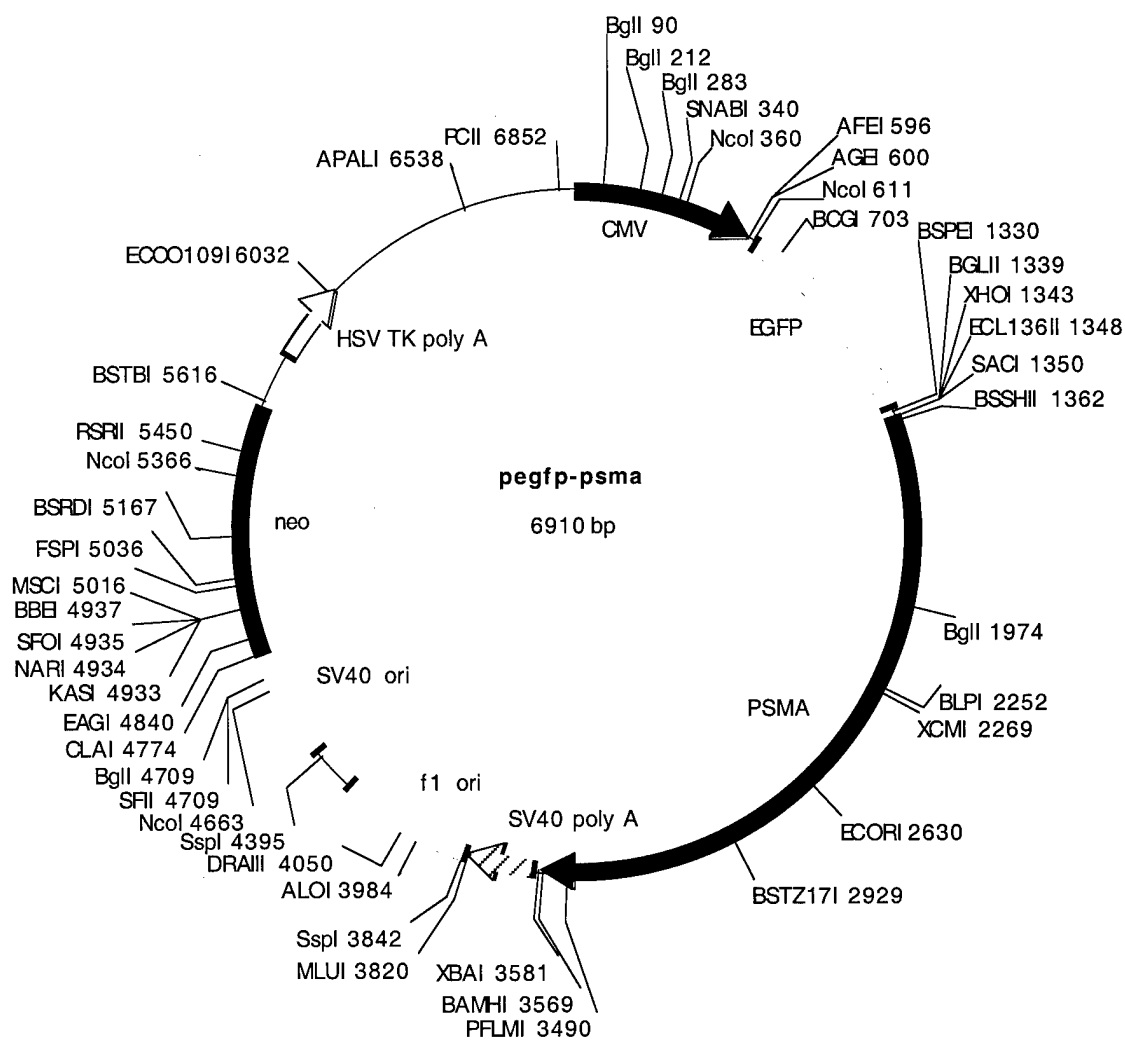 BglI 90
BglI 212
BglI 283
SNABI 340
NcoI 360
AFEI 596
AGEI 600
NcoI 611
BCGI 703
BSPEI 1330
BGLII 1339
XHOI 1343
ECL136II 1348
SACI 1350
BSSHII 1362
PCII 6852
APALI 6538
ECOO109I 6032
CMV
EGFP
HSV TK poly A
BSTBI 5616
RSRII 5450
NcoI 5366
BSRDI 5167
FSPI 5036
MSCI 5016
BBEI 4937
SFOI 4935
NARI 4934
KASI 4933
EAGI 4840
CLAI 4774
BglI 4709
SFII 4709
NcoI 4663
SspI 4395
DRAIII 4050
ALOI 3984
neo
pegfp-psma
6910 bp
SV40 ori
f1 ori
SV40 poly A
PSMA
BglI 1974
BLPI 2252
XCMI 2269
ECORI 2630
BSTZ17I 2929
SspI 3842
MLUI 3820
XBAI 3581
BAMHI 3569
PFLMI 3490